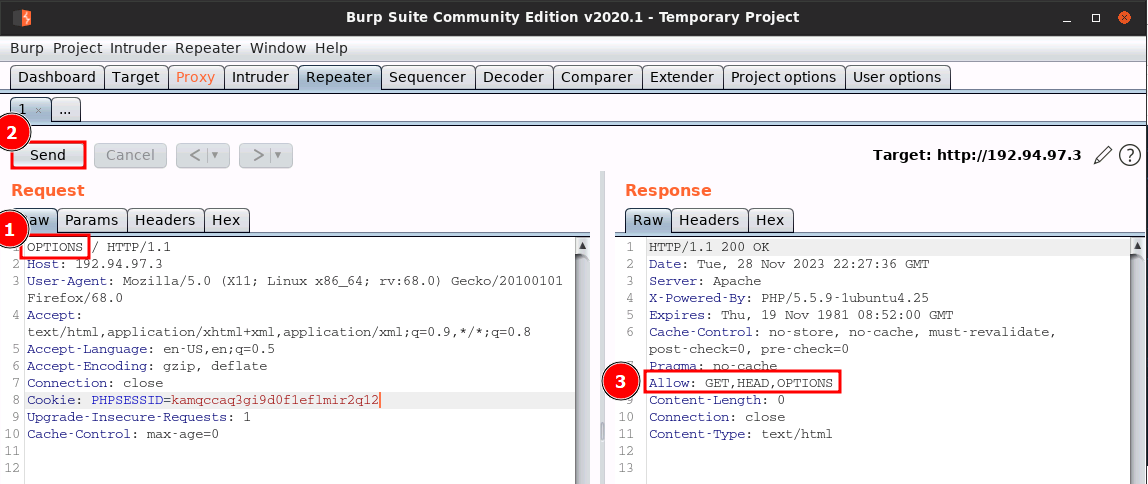 Burp Suite Community Edition v2020.1 - Temporary Project
Burp Project Intruder Repeater Window Help
Dashboard Target Proxy Intruder Repeater Sequencer Decoder Comparer Extender Project options User options
1 × ...
2
Send Cancel < > Target: http://192.94.97.3 ?
Request
Raw Params Headers Hex
1
1 OPTIONS / HTTP/1.1
2 Host: 192.94.97.3
3 User-Agent: Mozilla/5.0 (X11; Linux x86_64; rv:68.0) Gecko/20100101
Firefox/68.0
4 Accept:
text/html,application/xhtml+xml,application/xml;q=0.9,*/*;q=0.8
5 Accept-Language: en-US,en;q=0.5
6 Accept-Encoding: gzip, deflate
7 Connection: close
8 Cookie: PHPSESSID=kamqccaq3gi9d0f1eflmir2q12
9 Upgrade-Insecure-Requests: 1
10 Cache-Control: max-age=0
11
12
Response
Raw Headers Hex
1 HTTP/1.1 200 OK
2 Date: Tue, 28 Nov 2023 22:27:36 GMT
3 Server: Apache
4 X-Powered-By: PHP/5.5.9-1ubuntu4.25
5 Expires: Thu, 19 Nov 1981 08:52:00 GMT
6 Cache-Control: no-store, no-cache, must-revalidate,
post-check=0, pre-check=0
7 Pragma: no-cache
3
Allow: GET,HEAD,OPTIONS
9 Content-Length: 0
10 Connection: close
11 Content-Type: text/html
12
13